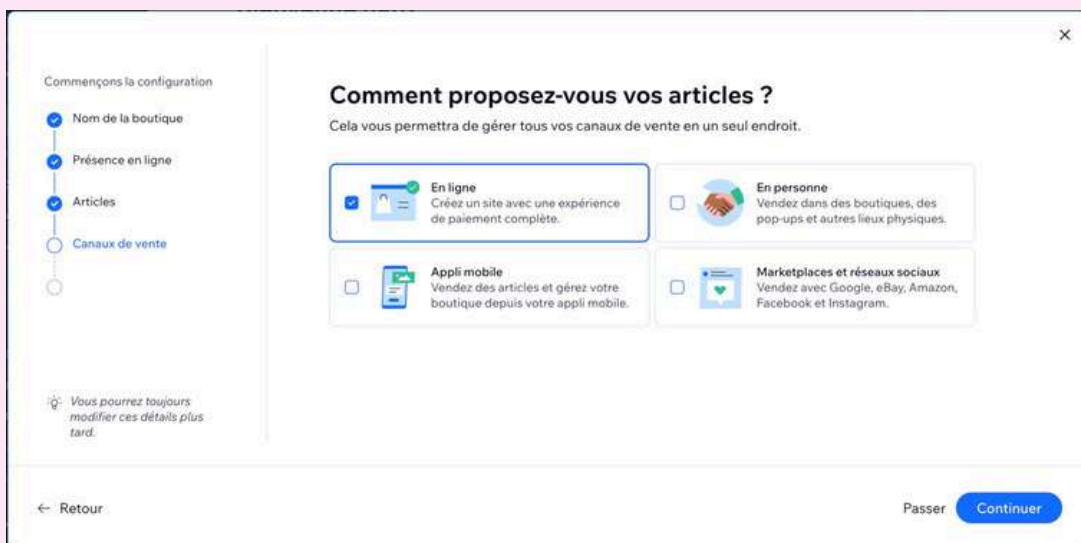 Commençons la configuration
Nom de la boutique
Présence en ligne
Articles
Canaux de vente
Vous pourrez toujours
modifier ces détails plus
tard.
Comment proposez-vous vos articles ?
Cela vous permettra de gérer tous vos canaux de vente en un seul endroit.
En ligne
Créez un site avec une expérience
de paiement complète.
En personne
Vendez dans des boutiques, des
pop-ups et autres lieux physiques.
Appli mobile
Vendez des articles et gérez votre
boutique depuis votre appli mobile.
Marketplaces et réseaux sociaux
Vendez avec Google, eBay, Amazon,
Facebook et Instagram.
← Retour
Passer
Continuer